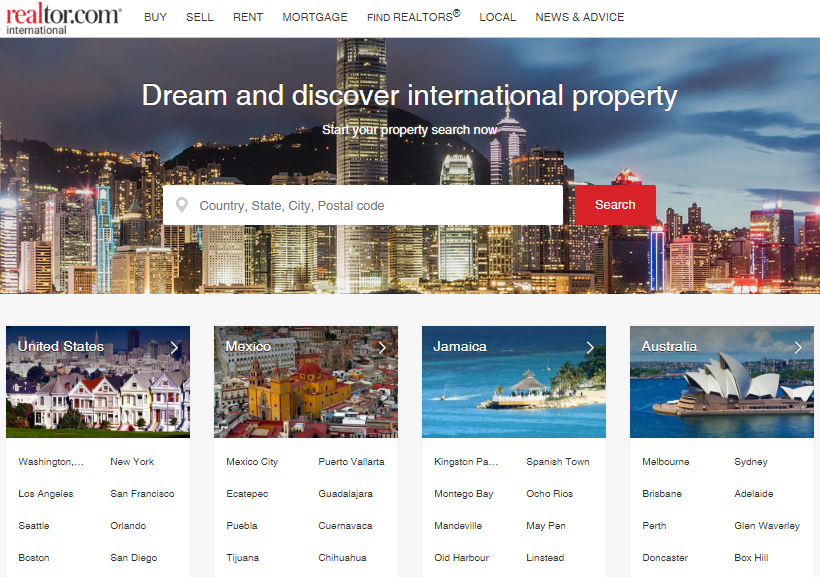 realtor.com®
international
BUY SELL RENT MORTGAGE FIND REALTORS® LOCAL NEWS & ADVICE
Dream and discover international property
Start your property search now
Country, State, City, Postal code
Search
United States
Washington,... New York
Los Angeles San Francisco
Seattle Orlando
Boston San Diego
Mexico
Mexico City Puerto Vallarta
Ecatepec Guadalajara
Puebla Cuernavaca
Tijuana Chihuahua
Jamaica
Kingston Pa... Spanish Town
Montego Bay Ocho Rios
Mandeville May Pen
Old Harbour Linstead
Australia
Melbourne Sydney
Brisbane Adelaide
Perth Glen Waverley
Doncaster Box Hill